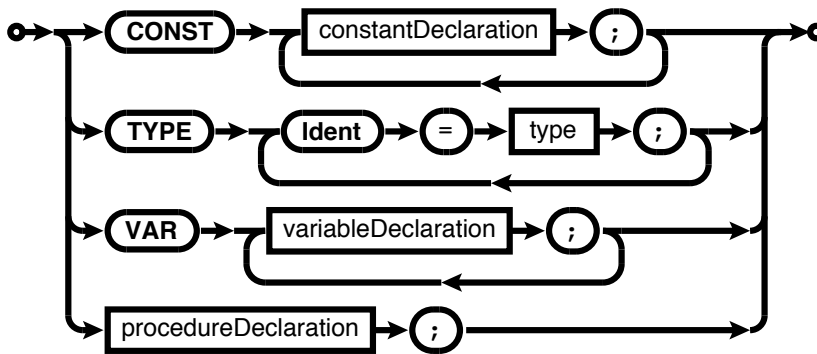 CONST constantDeclaration ;
TYPE Ident = type ;
VAR variableDeclaration ;
procedureDeclaration ;